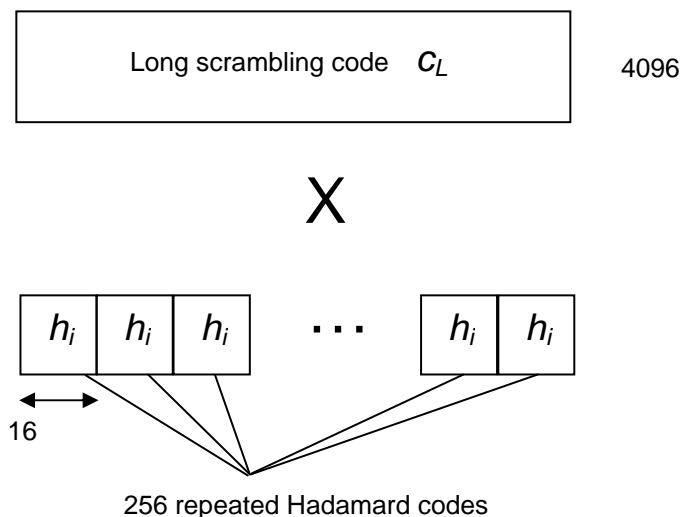 Long scrambling code c_L
4096
X
h_i h_i h_i ... h_i h_i
16
256 repeated Hadamard codes